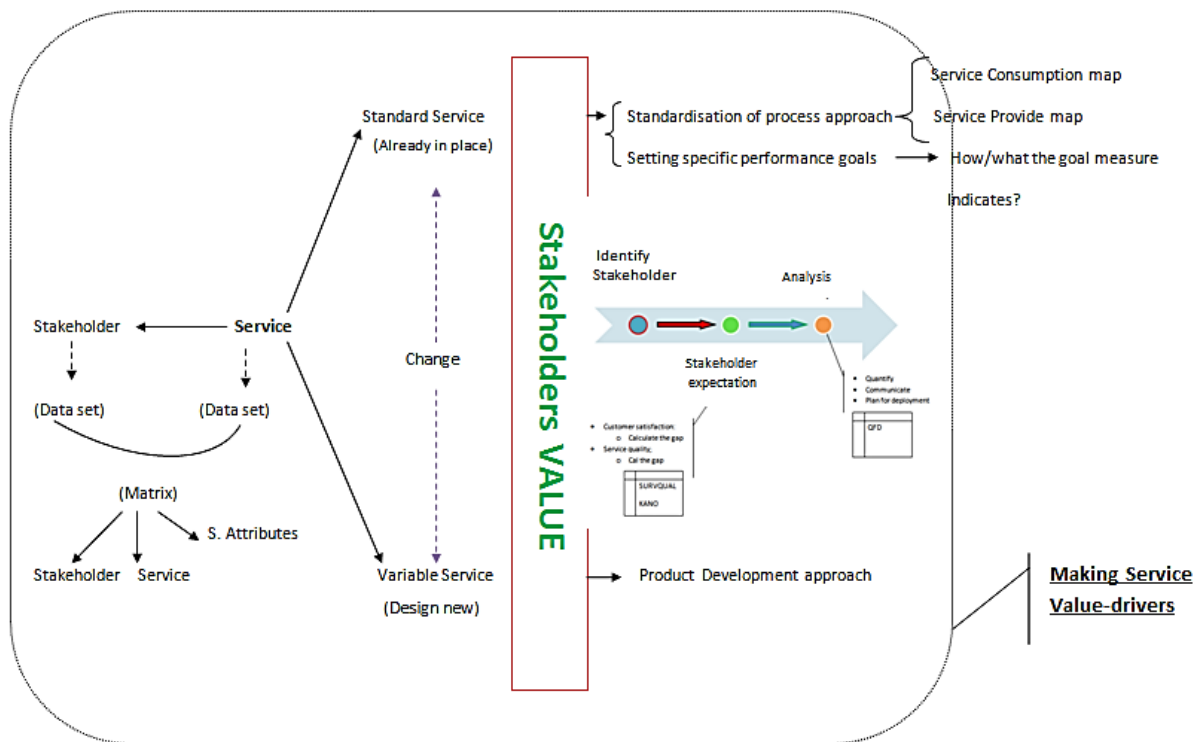 Service Consumption map
Standard Service
(Already in place)
Standardisation of process approach
Service Provide map
Setting specific performance goals
How/what the goal measure
Indicates?
Stakeholders VALUE
Identify
Stakeholder
Analysis
Stakeholder
Service
Change
Stakeholder
expectation
(Data set)
(Data set)
• Quantify
• Communicate
• Plan for deployment
QFD
• Customer satisfaction:
o Calculate the gap
• Service quality;
o Cal the gap
SURVQUAL
KANO
(Matrix)
S. Attributes
Stakeholder
Service
Variable Service
(Design new)
Product Development approach
Making Service
Value-drivers